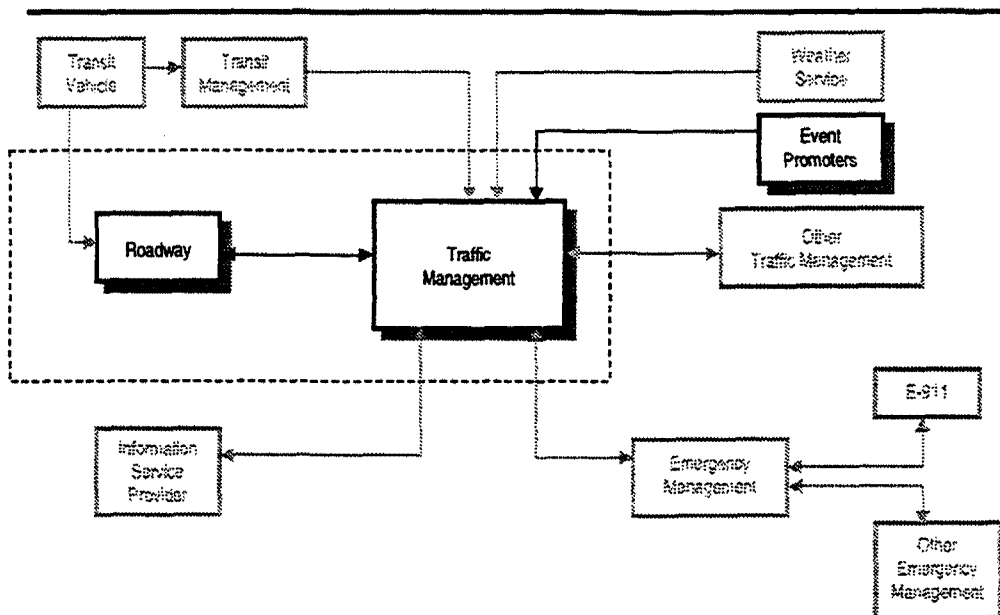 Transit
Vehicle
Transit
Management
Weather
Service
Event
Promoters
Roadway
Traffic
Management
Other
Traffic Management
E-911
Information
Service
Provider
Emergency
Management
Other
Emergency
Management